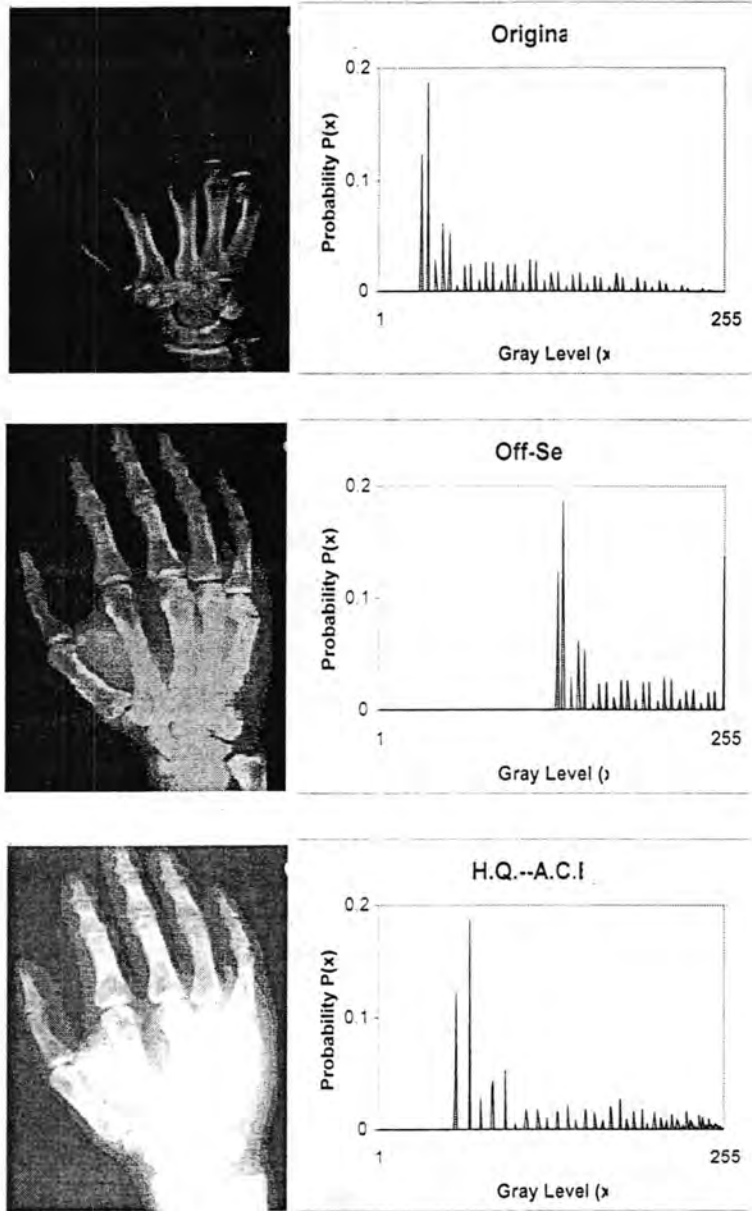 Origina
Probability P(x)
0.2
0.1
0
1
255
Gray Level (x
Off-Se
Probability P(x)
0.2
0.1
0
1
255
Gray Level (x
H.Q.--A.C.I
Probability P(x)
0.2
0.1
0
1
255
Gray Level (x